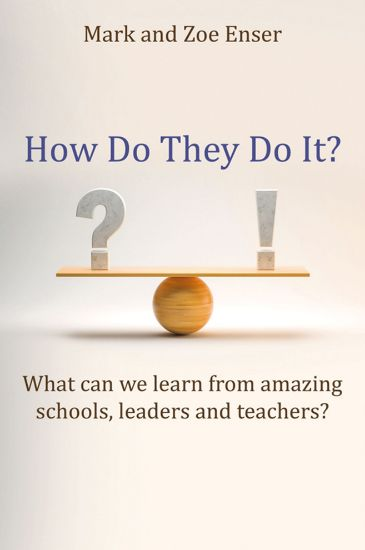 Mark and Zoe Enser
How Do They Do It?
? !
What can we learn from amazing
schools, leaders and teachers?